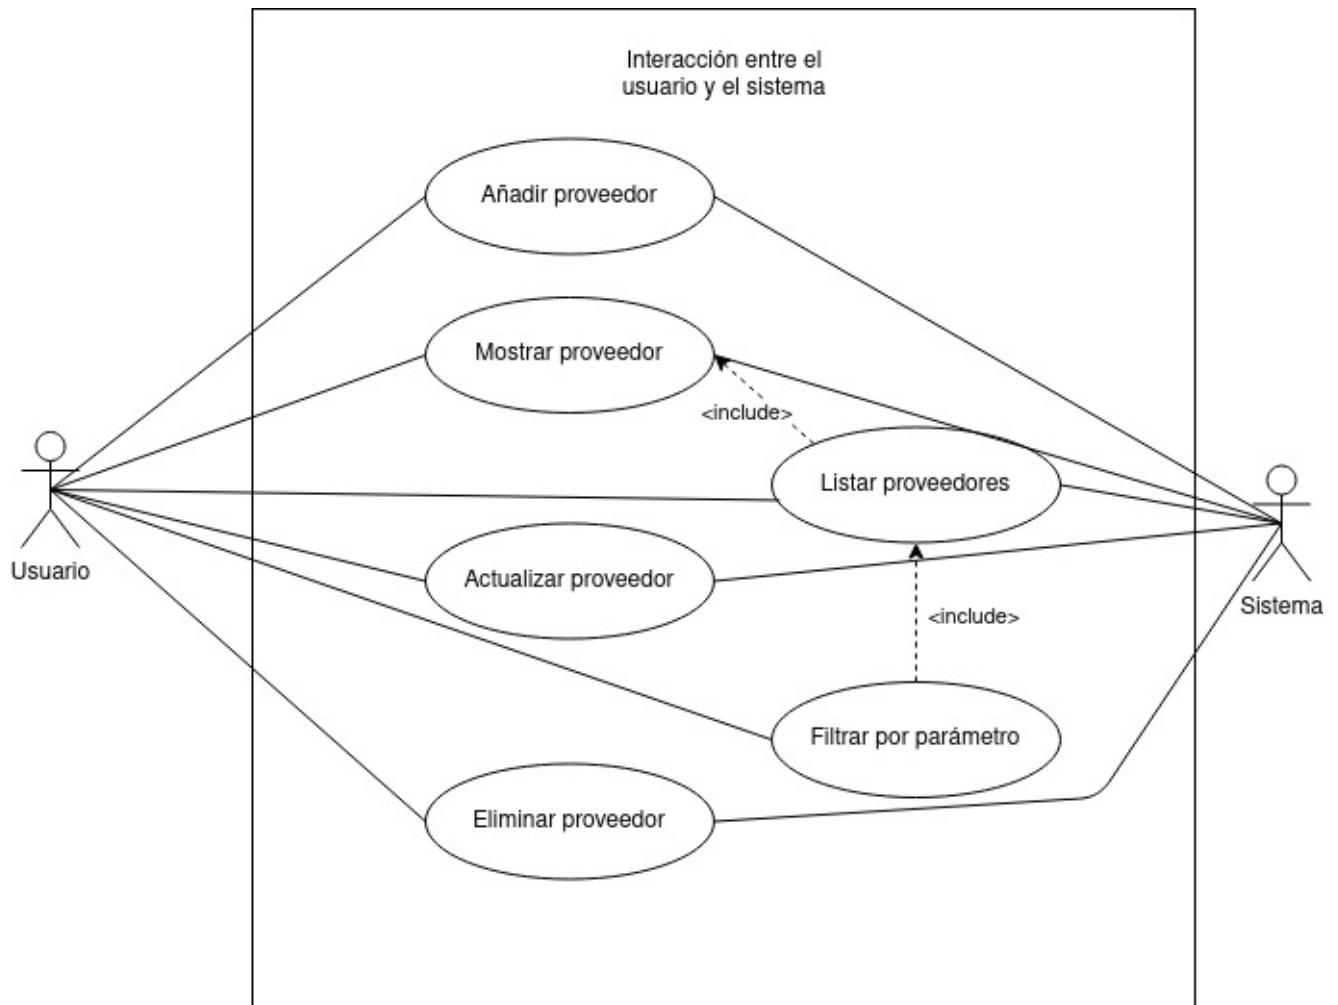 Interacción entre el
usuario y el sistema
Añadir proveedor
Mostrar proveedor
<include>
Listar proveedores
Usuario
Actualizar proveedor
Sistema
<include>
Filtrar por parámetro
Eliminar proveedor